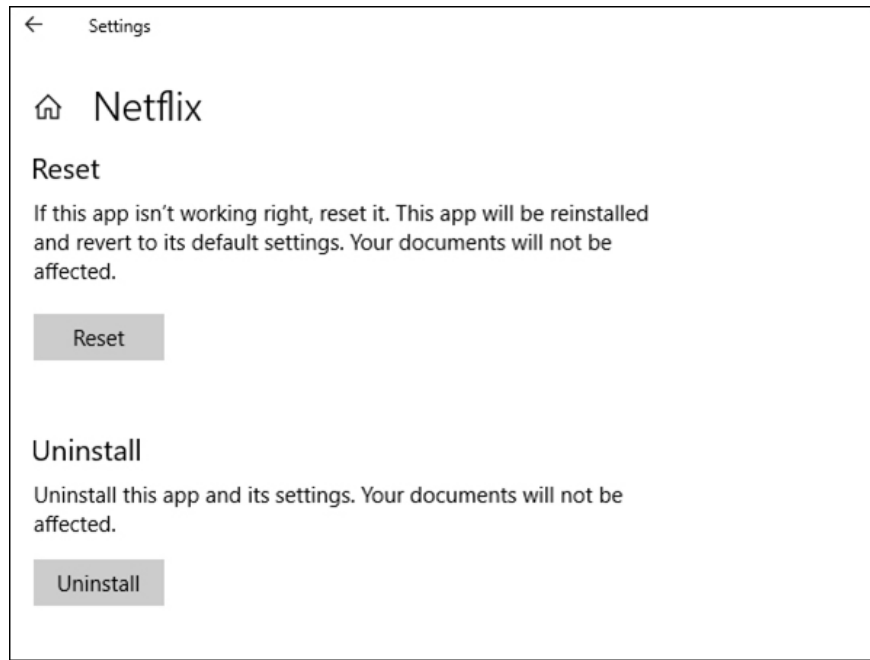 Settings
Netflix
Reset
If this app isn’t working right, reset it. This app will be reinstalled
and revert to its default settings. Your documents will not be
affected.
Reset
Uninstall
Uninstall this app and its settings. Your documents will not be
affected.
Uninstall